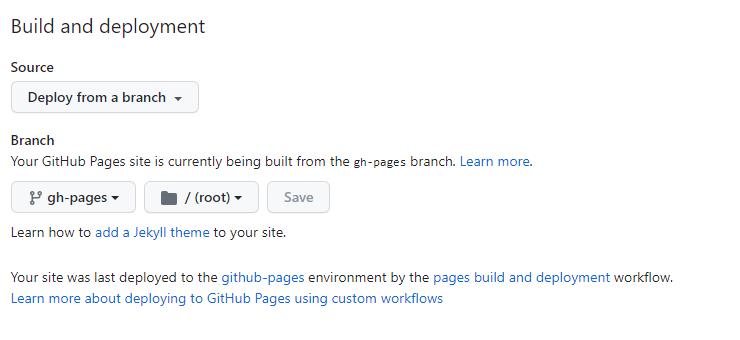 Build and deployment
Source
Deploy from a branch
Branch
Your GitHub Pages site is currently being built from the gh-pages branch. Learn more.
gh-pages / (root) Save
Learn how to add a Jekyll theme to your site.
Your site was last deployed to the github-pages environment by the pages build and deployment workflow.
Learn more about deploying to GitHub Pages using custom workflows